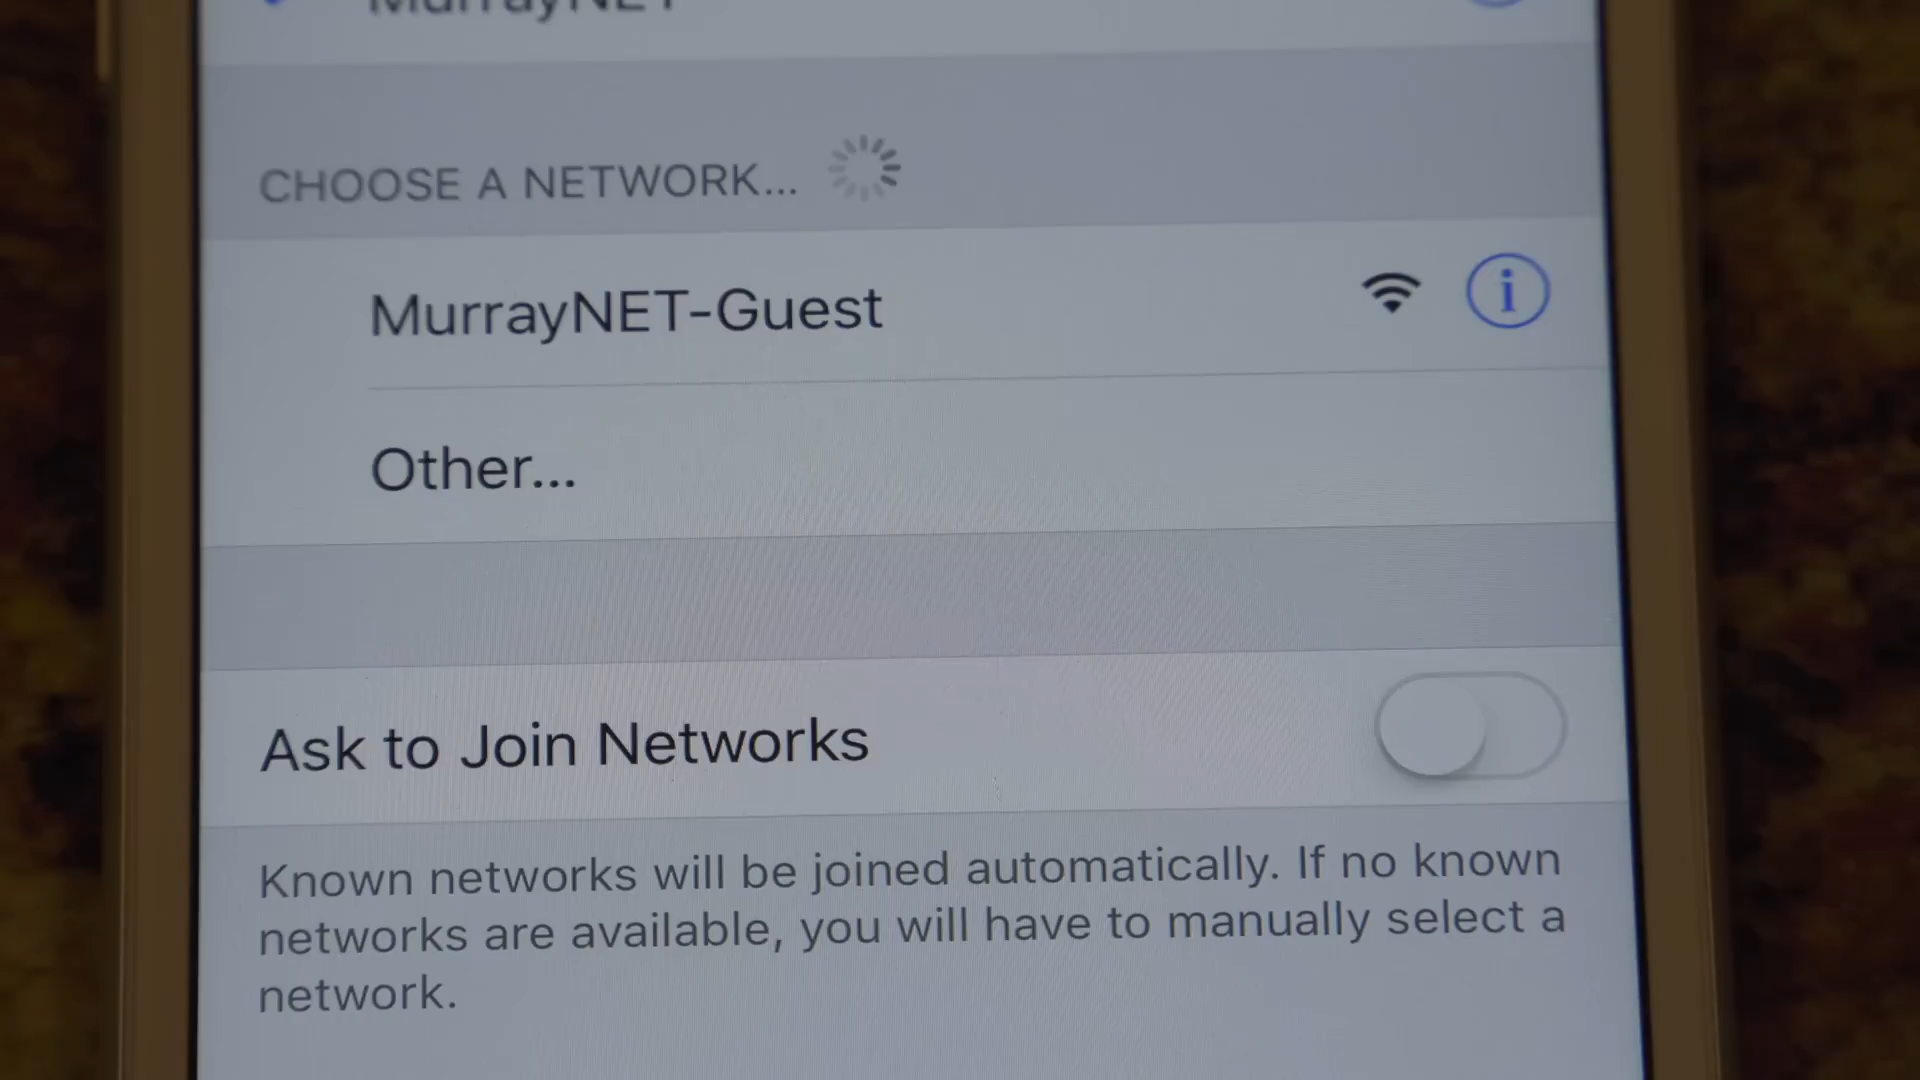 MurrayNET
CHOOSE A NETWORK...
MurrayNET-Guest
Other...
Ask to Join Networks
Known networks will be joined automatically. If no known
networks are available, you will have to manually select a
network.